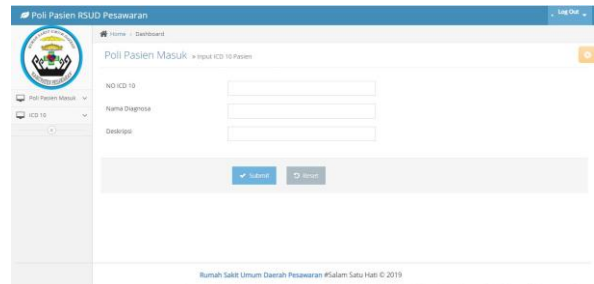 Poli Pasien RSUD Pesawaran
Log Out
Home > Dashboard
Poli Pasien Masuk » Input ICD 10 Pasien
Poli Pasien Masuk
ICD 10
NO ICD 10
Nama Diagnosa
Deskripsi
Submit
Reset
Rumah Sakit Umum Daerah Pesawaran #Salam Satu Hati © 2019